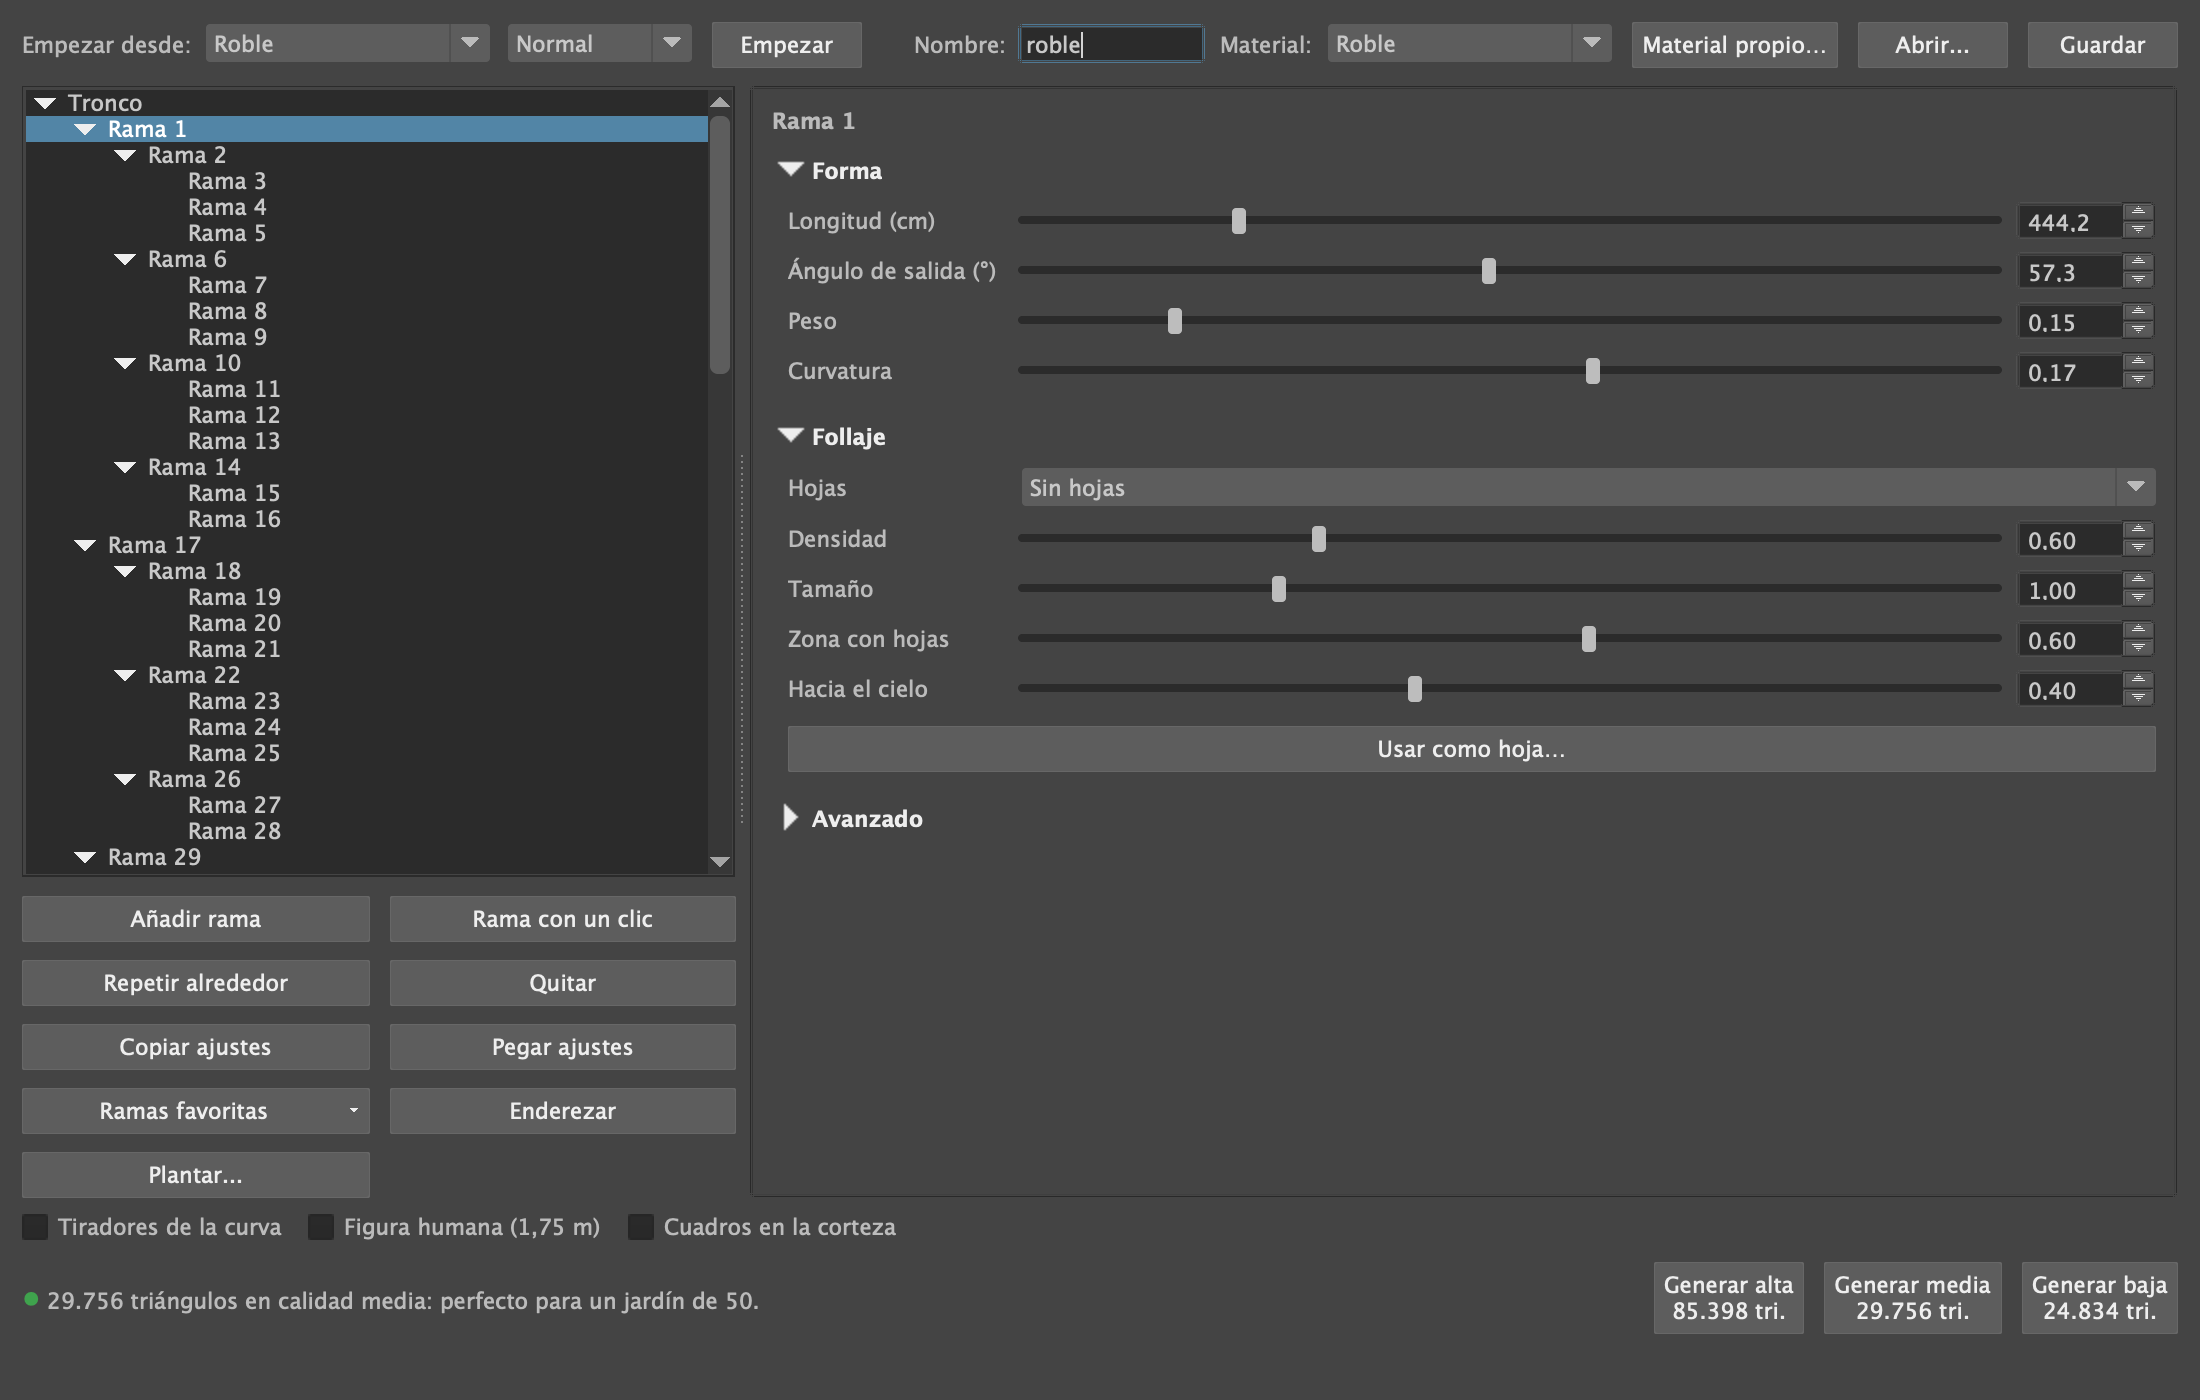 Empezar desde: Roble Normal Empezar Nombre: roble Material: Roble Material propio... Abrir... Guardar
Tronco
Rama 1
Rama 2
Rama 3
Rama 4
Rama 5
Rama 6
Rama 7
Rama 8
Rama 9
Rama 10
Rama 11
Rama 12
Rama 13
Rama 14
Rama 15
Rama 16
Rama 17
Rama 18
Rama 19
Rama 20
Rama 21
Rama 22
Rama 23
Rama 24
Rama 25
Rama 26
Rama 27
Rama 28
Rama 29
Añadir rama Rama con un clic
Repetir alrededor Quitar
Copiar ajustes Pegar ajustes
Ramas favoritas Enderezar
Plantar...
Rama 1
Forma
Longitud (cm) 444.2
Ángulo de salida (°) 57.3
Peso 0.15
Curvatura 0.17
Follaje
Hojas Sin hojas
Densidad 0.60
Tamaño 1.00
Zona con hojas 0.60
Hacia el cielo 0.40
Usar como hoja...
Avanzado
Tiradores de la curva Figura humana (1,75 m) Cuadros en la corteza
29.756 triángulos en calidad media: perfecto para un jardín de 50.
Generar alta
85.398 tri.
Generar media
29.756 tri.
Generar baja
24.834 tri.